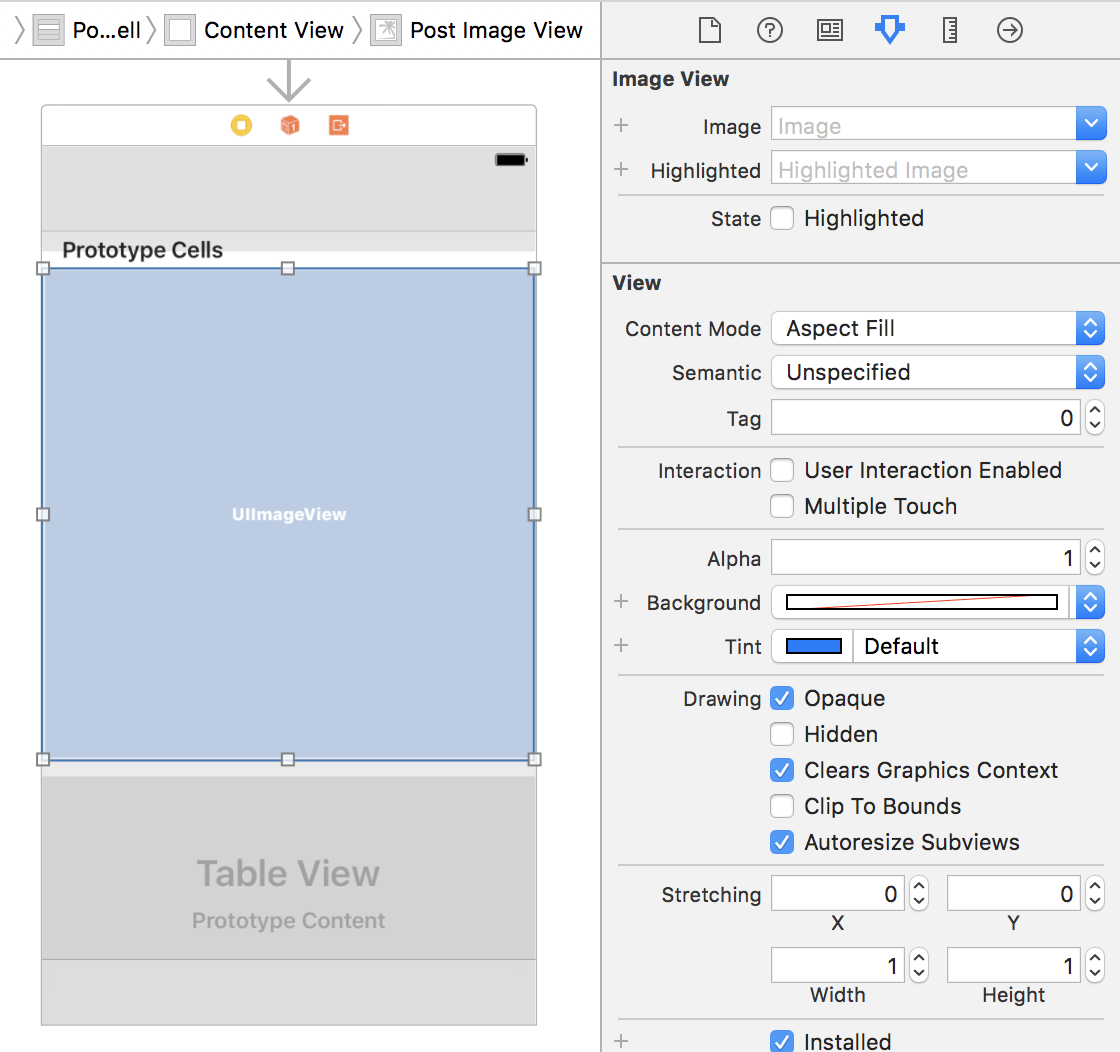 Po...ell Content View Post Image View
Prototype Cells
UIImageView
Table View
Prototype Content
Image View
Image Image
Highlighted Highlighted Image
State Highlighted
View
Content Mode Aspect Fill
Semantic Unspecified
Tag 0
Interaction User Interaction Enabled
Multiple Touch
Alpha 1
Background
Tint Default
Drawing Opaque
Hidden
Clears Graphics Context
Clip To Bounds
Autoresize Subviews
Stretching 0 0
X Y
1 1
Width Height
Installed